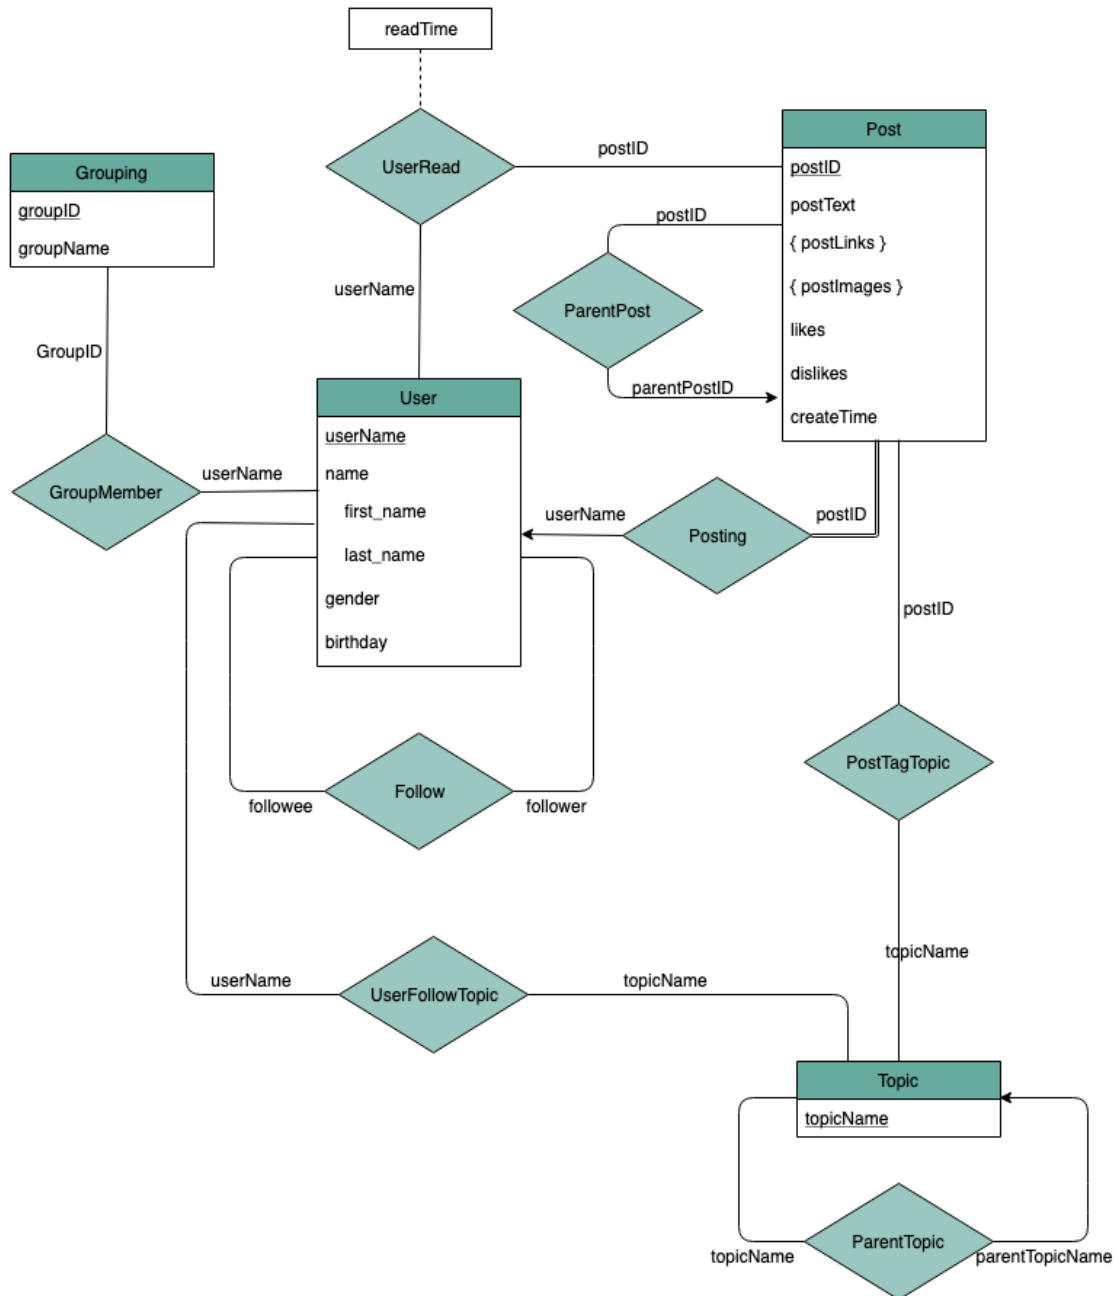 readTime
UserRead
postID
Post
postID
postText
{ postLinks }
{ postImages }
likes
dislikes
createTime
postID
ParentPost
parentPostID
Grouping
groupID
groupName
GroupID
GroupMember
userName
userName
User
userName
name
first_name
last_name
gender
birthday
userName
Posting
postID
followee
Follow
follower
postID
PostTagTopic
topicName
userName
UserFollowTopic
topicName
Topic
topicName
topicName
ParentTopic
parentTopicName